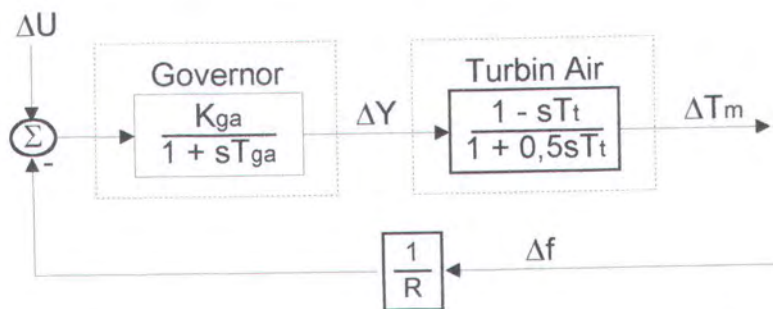 ΔU
Governor
Turbin Air
Σ
-
Kga
1 + sTga
ΔY
1 - sTt
1 + 0,5sTt
ΔTm
1
R
Δf